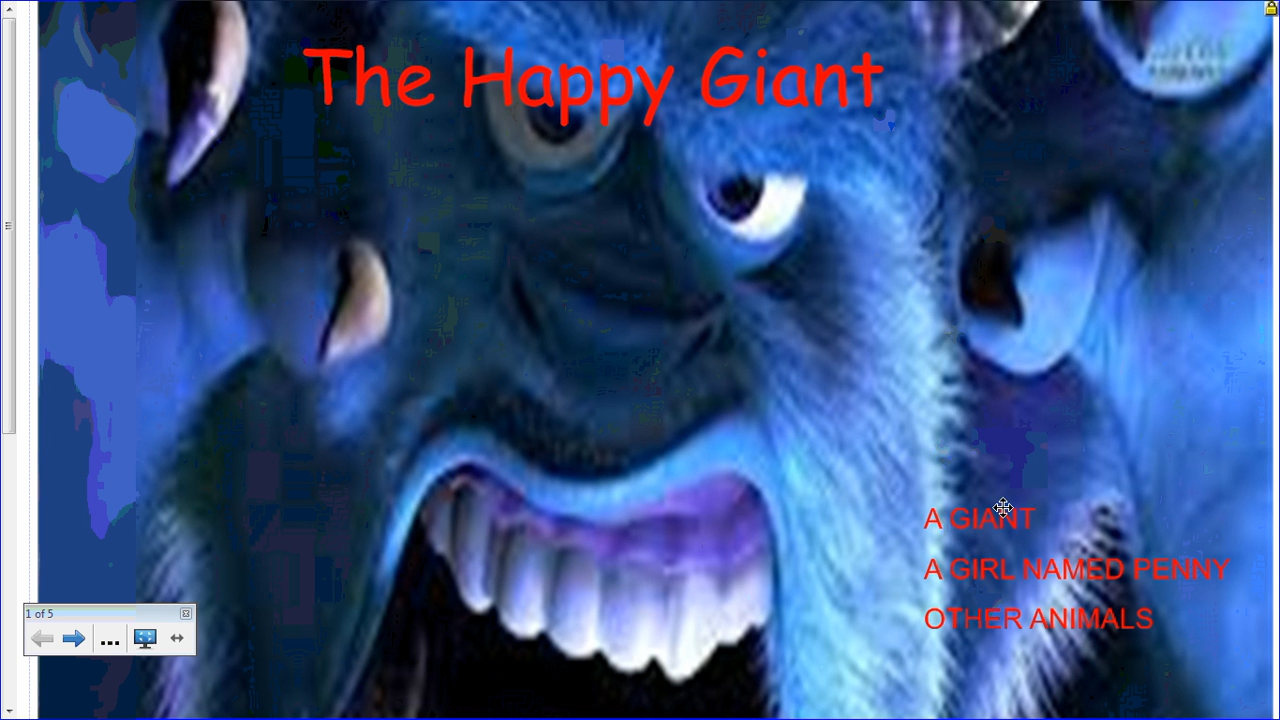 The Happy Giant
A GIANT
A GIRL NAMED PENNY
OTHER ANIMALS
1 of 5